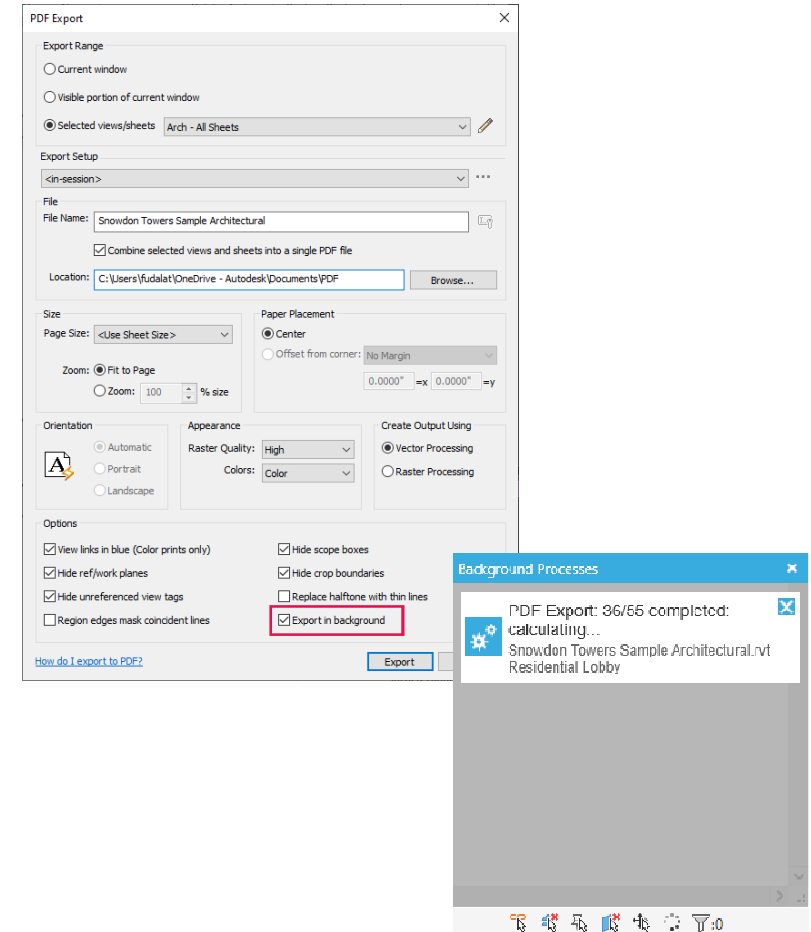 PDF Export
Export Range
Current window
Visible portion of current window
Selected views/sheets Arch - All Sheets
Export Setup
<in-session>
File
File Name: Snowdon Towers Sample Architectural
Combine selected views and sheets into a single PDF file
Location: C:\Users\fudalat\OneDrive - Autodesk\Documents\PDF Browse...
Size
Page Size: <Use Sheet Size>
Zoom: Fit to Page
Zoom: 100 % size
Paper Placement
Center
Offset from corner: No Margin
0.0000" =x 0.0000" =y
Orientation
A
Automatic
Portrait
Landscape
Appearance
Raster Quality: High
Colors: Color
Create Output Using
Vector Processing
Raster Processing
Options
View links in blue (Color prints only)
Hide ref/work planes
Hide unreferenced view tags
Region edges mask coincident lines
Hide scope boxes
Hide crop boundaries
Replace halftone with thin lines
Export in background
How do I export to PDF?
Export
Background Processes
PDF Export: 36/55 completed:
calculating...
Snowdon Towers Sample Architectural.rvt
Residential Lobby
:0